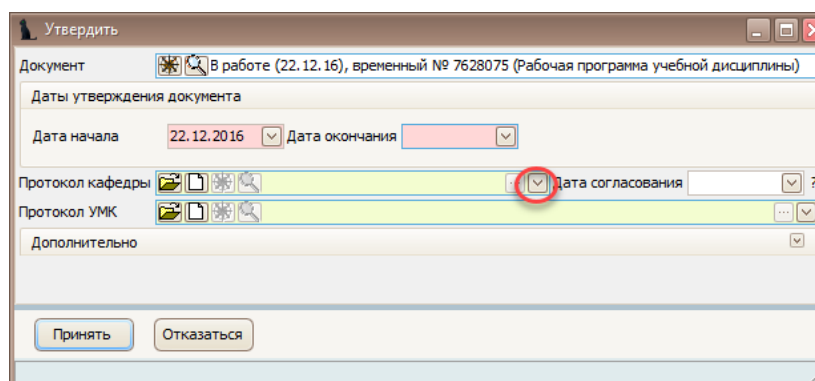 Утвердить
Документ В работе (22.12.16), временный № 7628075 (Рабочая программа учебной дисциплины)
Даты утверждения документа
Дата начала 22.12.2016 Дата окончания
Протокол кафедры Дата согласования ?
Протокол УМК
Дополнительно
Принять Отказаться